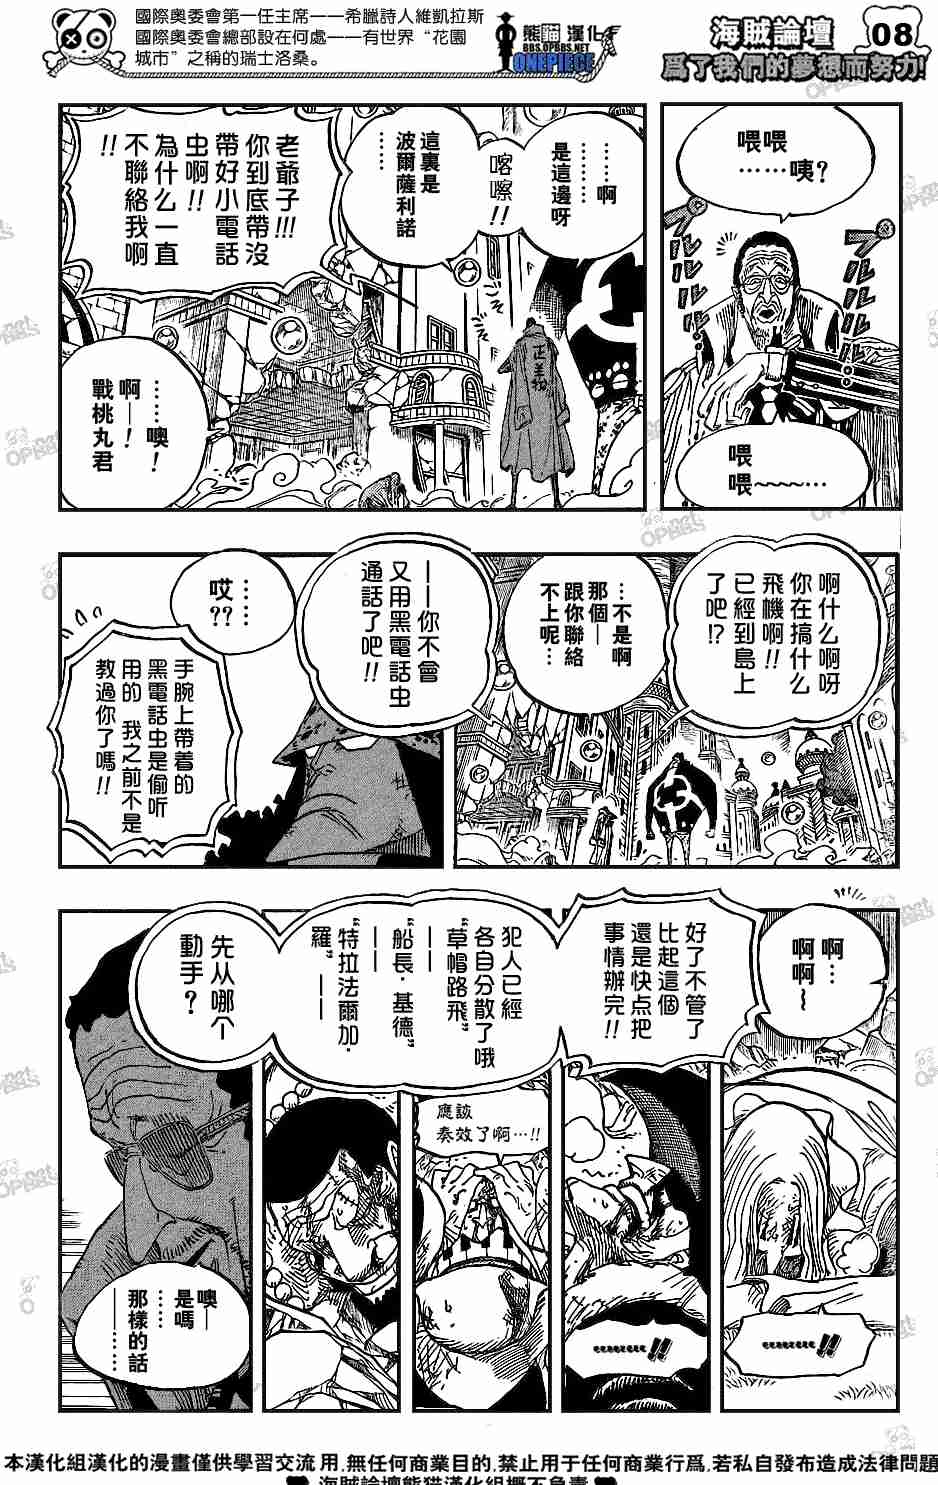 國際奧委會第一任主席——希臘詩人維凱拉斯
國際奧委會總部設在何處——有世界“花園
城市”之稱的瑞士洛桑。
熊貓漢化
BBS.OPBBS.NET
ONEPIECE
海賊論壇
爲了我們的夢想而努力!
08
喂喂
……咦?
プルルルル
プルルルル…
喂
喂~~~~…
……啊
……
是這邊呀
喀嚓!!
這裏是
波爾薩利諾
……
老爺子!!!
你到底帶沒
帶好小電話
虫啊!!
為什么一直
不聯絡我啊
!!
……噢!
啊—!
戰桃丸君
正義
啊什么啊呀
你在搞什么
飛機啊!!
已經到島上
了吧!?
…不是啊
那個—
跟你聯絡
不上呢…
——你不會
又用黑電話虫
通話了吧!!
……
哎
??
手腕上帶着的
黑電話虫是偷听
用的 我之前不是
教過你了嗎!!
啊…
啊啊~
好了不管了
比起這個
還是快点把
事情辦完!!
犯人已經
各自分散了哦
“草帽路飛”
——
“船長·基德”
——
“特拉法爾加·
羅”——
先从哪个
動手?
應該
奏效了啊…!!
噢—
是嗎
……
那樣的話
———……
本漢化組漢化的漫畫僅供學習交流用,無任何商業目的,禁止用于任何商業行爲,若私自發布造成法律問題
海賊論壇熊猫漢化組概不負責